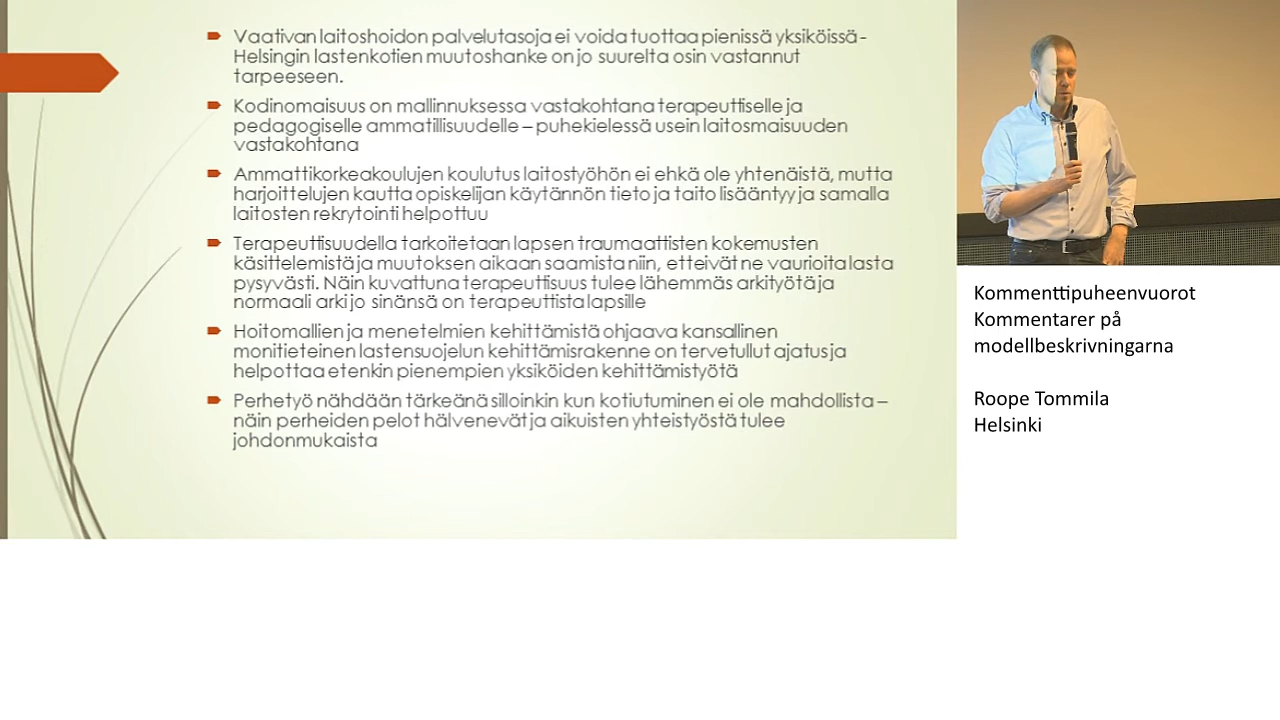 Vaativan laitoshoidon palvelutasoja ei voida tuottaa pienissä yksiköissä -
Helsingin lastenkotien muutoshanke on jo suurelta osin vastannut
tarpeeseen.
Kodinomaisuus on mallinnuksessa vastakohtana terapeuttiselle ja
pedagogiselle ammatillisuudelle – puhekielessä usein laitosmaisuuden
vastakohtana
Ammattikorkeakoulujen koulutus laitostyöhön ei ehkä ole yhtenäistä, mutta
harjoittelujen kautta opiskelijan käytännön tieto ja taito lisääntyy ja samalla
laitosten rekrytointi helpottuu
Terapeuttisuudella tarkoitetaan lapsen traumaattisten kokemusten
käsittelemistä ja muutoksen aikaan saamista niin, etteivät ne vaurioita lasta
pysyvästi. Näin kuvattuna terapeuttisuus tulee lähemmäs arkityötä ja
normaali arki jo sinänsä on terapeuttista lapsille
Hoitomallien ja menetelmien kehittämistä ohjaava kansallinen
monitieteinen lastensuojelun kehittämisrakenne on tervetullut ajatus ja
helpottaa etenkin pienempien yksiköiden kehittämistyötä
Perhetyö nähdään tärkeänä silloinkin kun kotiutuminen ei ole mahdollista –
näin perheiden pelot hälvenevät ja aikuisten yhteistyöstä tulee
johdonmukaista
Kommenttipuheenvuorot
Kommentarer på
modellbeskrivningarna
Roope Tommila
Helsinki